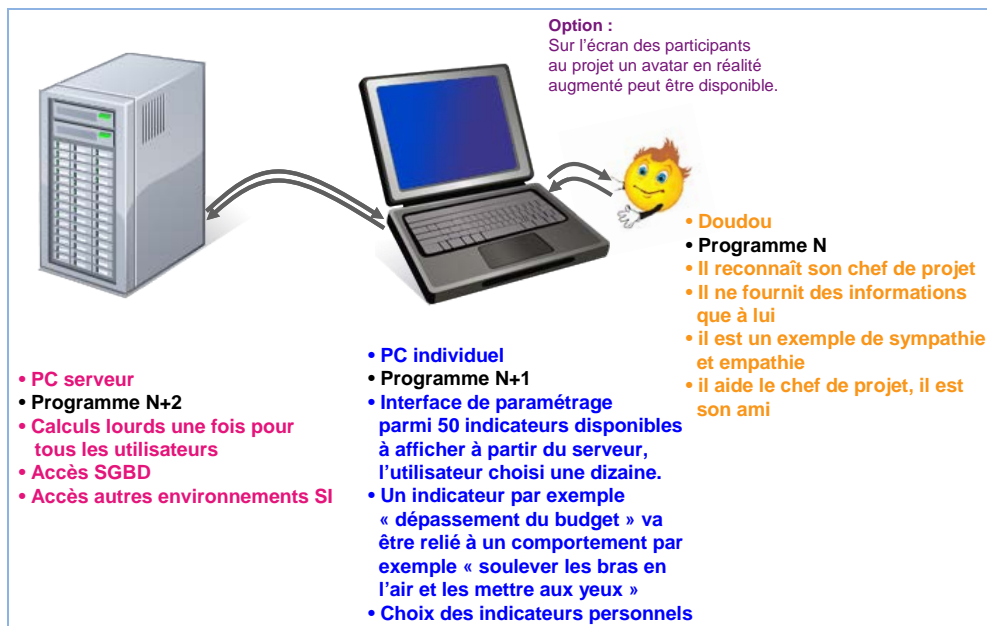 Option :
Sur l’écran des participants
au projet un avatar en réalité
augmenté peut être disponible.
• Doudou
• Programme N
• Il reconnaît son chef de projet
• Il ne fournit des informations
que à lui
• il est un exemple de sympathie
et empathie
• il aide le chef de projet, il est
son ami
• PC individuel
• Programme N+1
• Interface de paramétrage
parmi 50 indicateurs disponibles
à afficher à partir du serveur,
l’utilisateur choisi une dizaine.
• Un indicateur par exemple
« dépassement du budget » va
être relié à un comportement par
exemple « soulever les bras en
l’air et les mettre aux yeux »
• Choix des indicateurs personnels
• PC serveur
• Programme N+2
• Calculs lourds une fois pour
tous les utilisateurs
• Accès SGBD
• Accès autres environnements SI